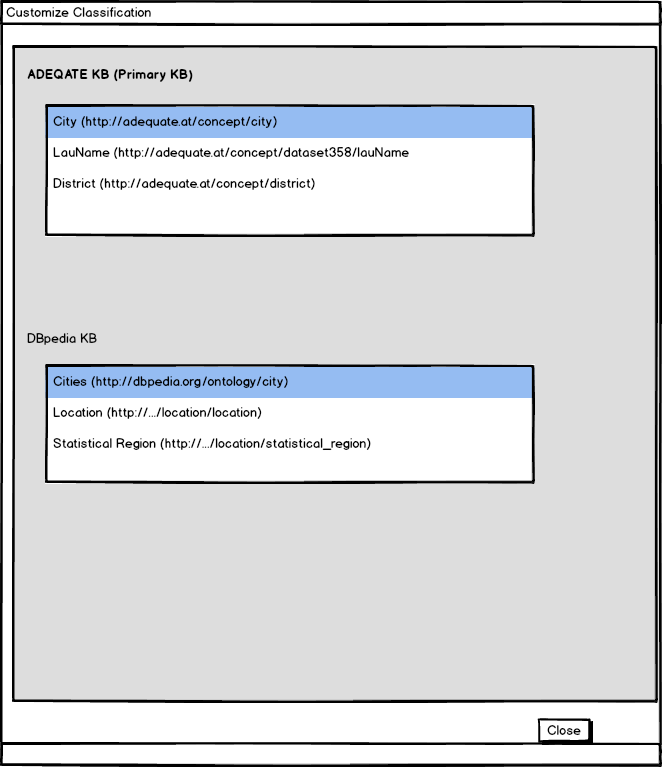 Customize Classification
ADEQATE KB (Primary KB)
City (http://adequate.at/concept/city)
LauName (http://adequate.at/concept/dataset358/lauName
District (http://adequate.at/concept/district)
DBpedia KB
Cities (http://dbpedia.org/ontology/city)
Location (http://.../location/location)
Statistical Region (http://.../location/statistical_region)
Close